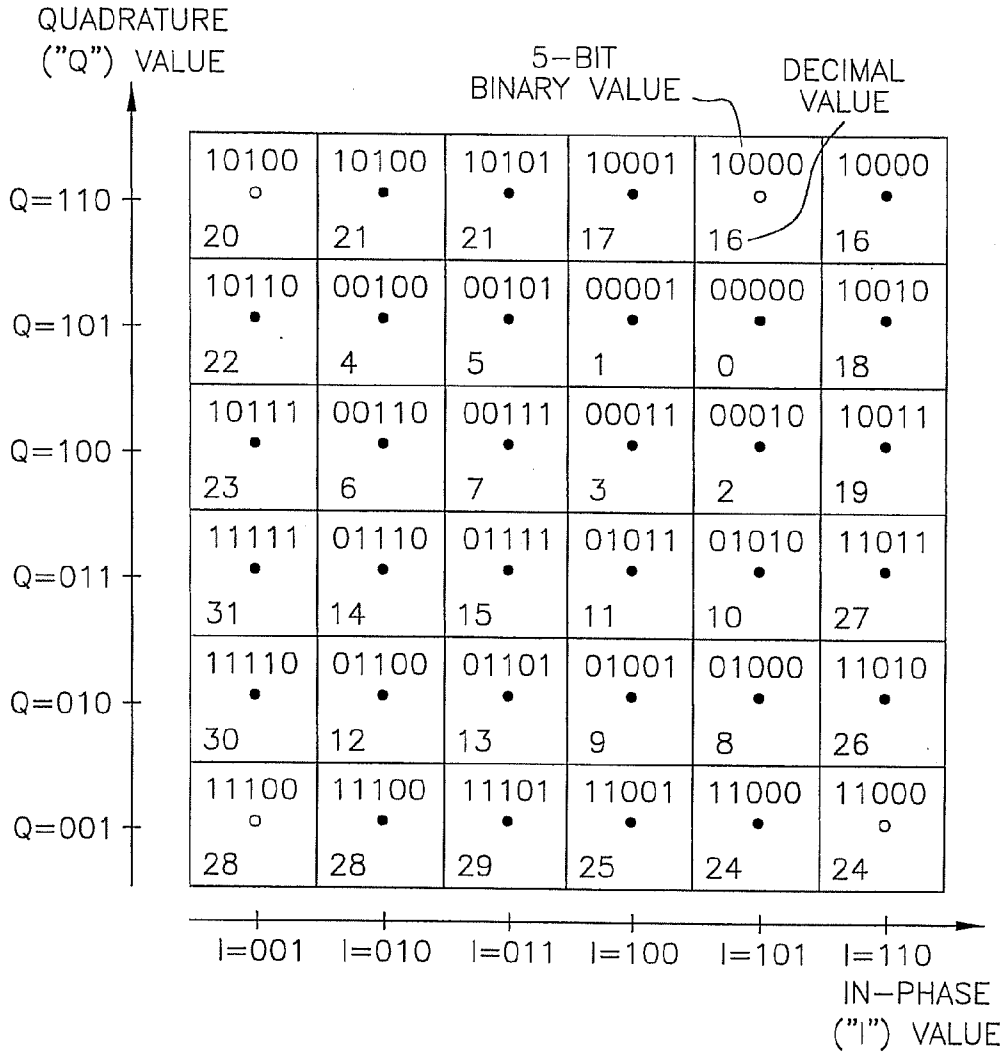 QUADRATURE
("Q") VALUE
5-BIT
BINARY VALUE
DECIMAL
VALUE
10100 10100 10101 10001 10000 10000
Q=110
20 21 21 17 16 16
10110 00100 00101 00001 00000 10010
Q=101
22 4 5 1 0 18
10111 00110 00111 00011 00010 10011
Q=100
23 6 7 3 2 19
11111 01110 01111 01011 01010 11011
Q=011
31 14 15 11 10 27
11110 01100 01101 01001 01000 11010
Q=010
30 12 13 9 8 26
11100 11100 11101 11001 11000 11000
Q=001
28 28 29 25 24 24
I=001 I=010 I=011 I=100 I=101 I=110
IN-PHASE
("I") VALUE